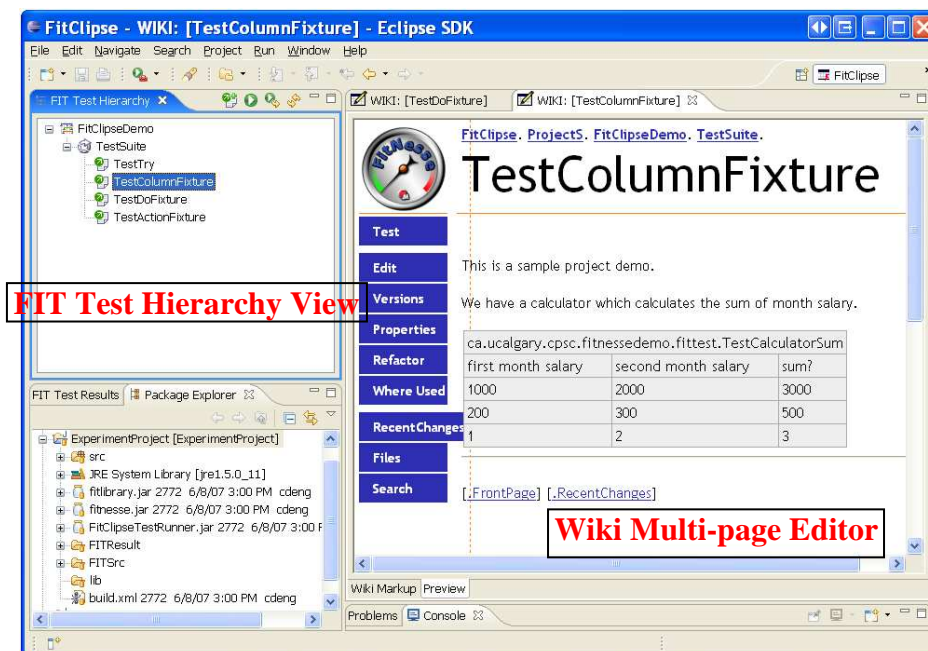 FitClipse - WIKI: [TestColumnFixture] - Eclipse SDK
File Edit Navigate Search Project Run Window Help
FitClipse
FIT Test Hierarchy
FitClipseDemo
TestSuite
TestTry
TestColumnFixture
TestDoFixture
TestActionFixture
FIT Test Hierarchy View
WIKI: [TestDoFixture] WIKI: [TestColumnFixture]
FitNesse
FitClipse. ProjectS. FitClipseDemo. TestSuite.
TestColumnFixture
Test
Edit
Versions
Properties
Refactor
Where Used
RecentChanges
Files
Search
This is a sample project demo.
We have a calculator which calculates the sum of month salary.
ca.ucalgary.cpsc.fitnessedemo.fittest.TestCalculatorSum
first month salary second month salary sum?
1000 2000 3000
200 300 500
1 2 3
[.FrontPage] [.RecentChanges]
Wiki Multi-page Editor
Wiki Markup Preview
Problems Console
FIT Test Results Package Explorer
ExperimentProject [ExperimentProject]
src
JRE System Library [jre1.5.0_11]
fitlibrary.jar 2772 6/8/07 3:00 PM cdeng
fitnesse.jar 2772 6/8/07 3:00 PM cdeng
FitClipseTestRunner.jar 2772 6/8/07 3:00 P
FITResult
FITSrc
lib
build.xml 2772 6/8/07 3:00 PM cdeng